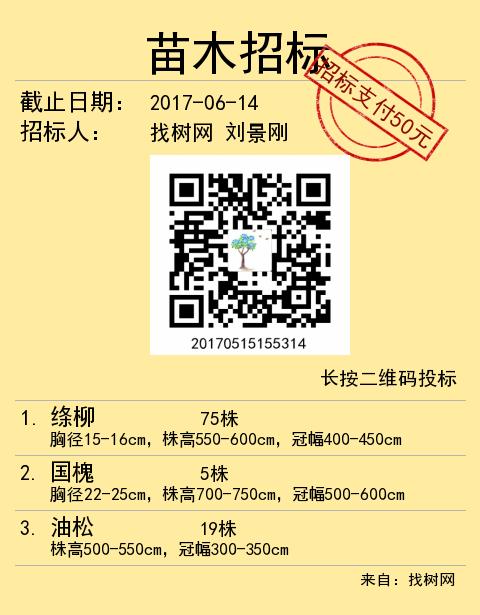 苗木招标
招标支付50元
截止日期： 2017-06-14
招标人： 找树网 刘景刚
20170515155314
长按二维码投标
1. 绦柳 75株
胸径15-16cm，株高550-600cm，冠幅400-450cm
2. 国槐 5株
胸径22-25cm，株高700-750cm，冠幅500-600cm
3. 油松 19株
株高500-550cm，冠幅300-350cm
来自：找树网